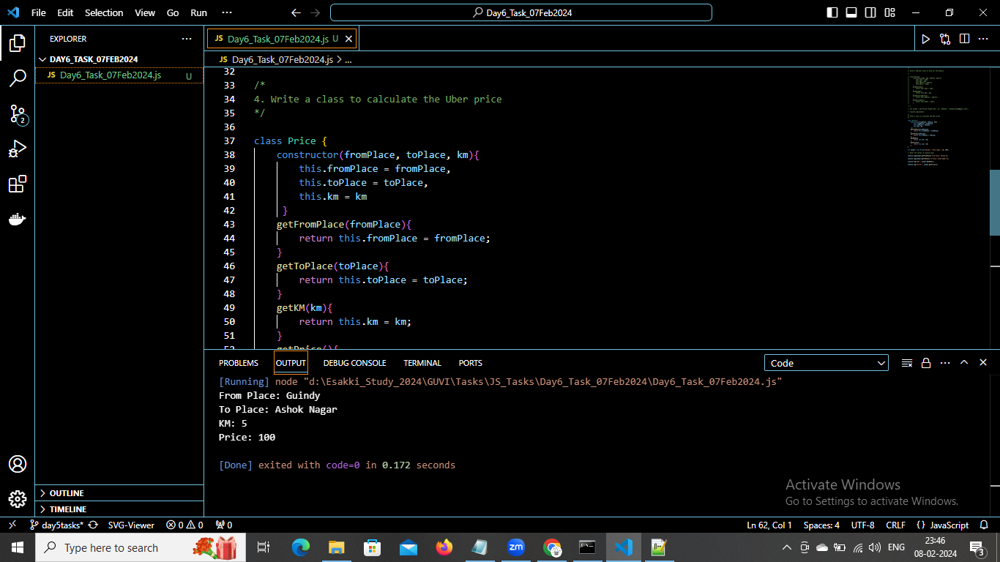 File Edit Selection View Go Run ··· Day6_Task_07Feb2024
EXPLORER ···
DAY6_TASK_07FEB2024
JS Day6_Task_07Feb2024.js U
JS Day6_Task_07Feb2024.js U
JS Day6_Task_07Feb2024.js > ...
32
33 /*
34 4. Write a class to calculate the Uber price
35 */
36
37 class Price {
38 constructor(fromPlace, toPlace, km){
39 this.fromPlace = fromPlace,
40 this.toPlace = toPlace,
41 this.km = km
42 }
43 getFromPlace(fromPlace){
44 return this.fromPlace = fromPlace;
45 }
46 getToPlace(toPlace){
47 return this.toPlace = toPlace;
48 }
49 getKM(km){
50 return this.km = km;
51 }
52 getPrice(){
PROBLEMS OUTPUT DEBUG CONSOLE TERMINAL PORTS Code
[Running] node "d:\Esakki_Study_2024\GUVI\Tasks\JS_Tasks\Day6_Task_07Feb2024\Day6_Task_07Feb2024.js"
From Place: Guindy
To Place: Ashok Nagar
KM: 5
Price: 100
[Done] exited with code=0 in 0.172 seconds
OUTLINE
TIMELINE
2
Activate Windows
Go to Settings to activate Windows.
day5tasks* SVG-Viewer 0 0 0 Ln 62, Col 1 Spaces: 4 UTF-8 CRLF {} JavaScript
Type here to search zm ENG 23:46
08-02-2024 3